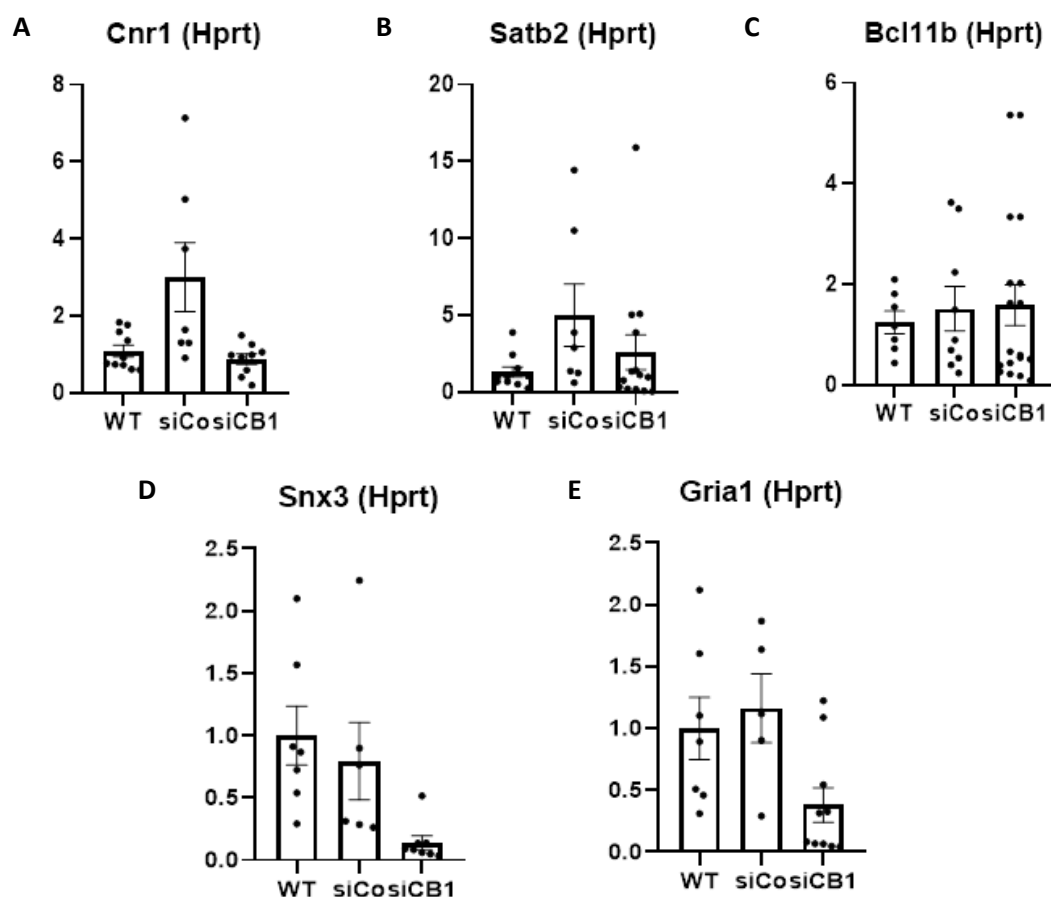 A
Cnr1 (Hprt)
8
6
4
2
0
WT siCo siCB1
B
Satb2 (Hprt)
20
15
10
5
0
WT siCo siCB1
C
Bcl11b (Hprt)
6
4
2
0
WT siCo siCB1
D
Snx3 (Hprt)
2.5
2.0
1.5
1.0
0.5
0.0
WT siCo siCB1
E
Gria1 (Hprt)
2.5
2.0
1.5
1.0
0.5
0.0
WT siCo siCB1